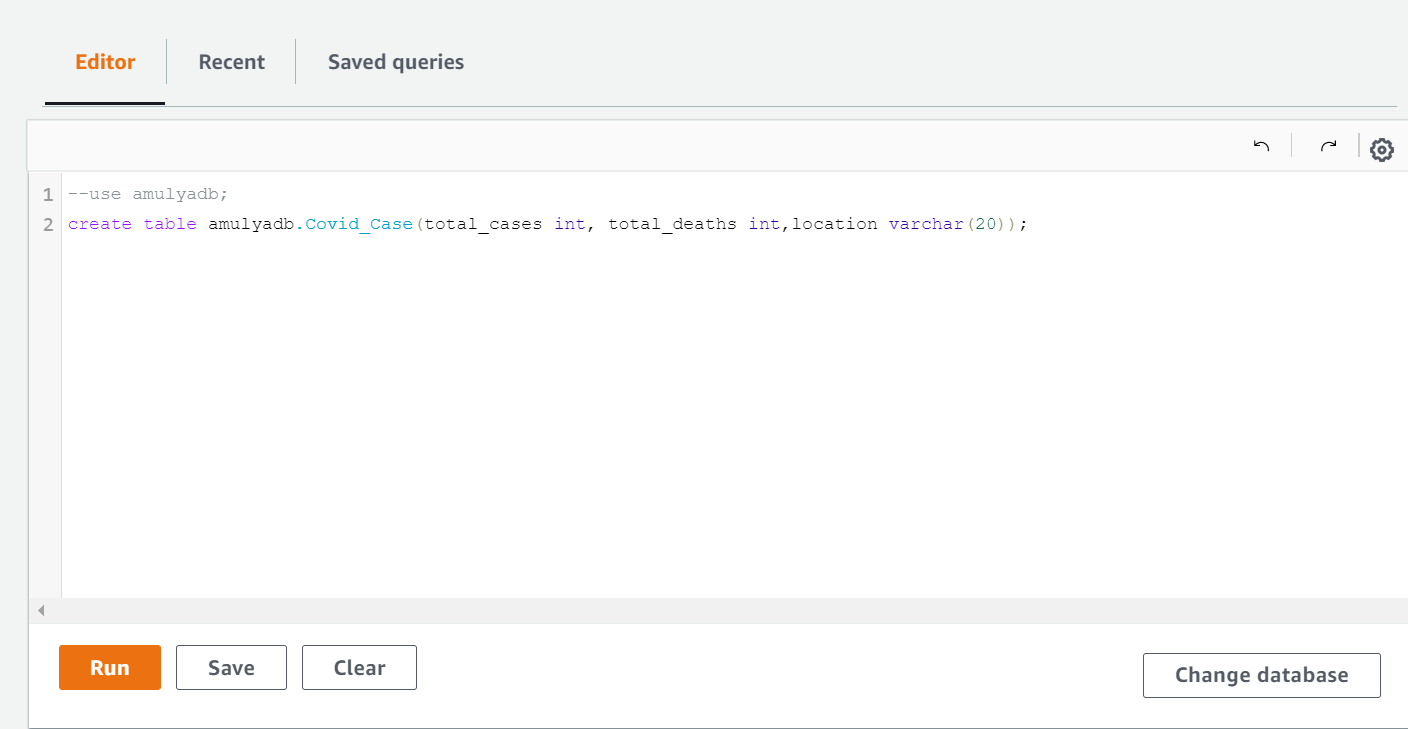 Editor Recent Saved queries
1 --use amulyadb;
2 create table amulyadb.Covid_Case(total_cases int, total_deaths int,location varchar(20));
Run Save Clear Change database